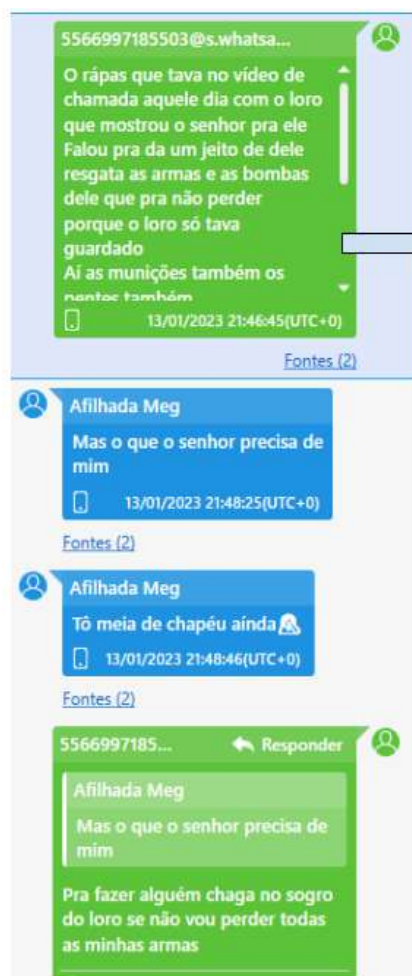 5566997185503@s.whatsa...
O rápas que tava no vídeo de
chamada aquele dia com o loro
que mostrou o senhor pra ele
Falou pra da um jeito de dele
resgata as armas e as bombas
dele que pra não perder
porque o loro só tava
guardado
Aí as munições também os
pentes também
13/01/2023 21:46:45(UTC+0)
Fontes (2)
Afilhada Meg
Mas o que o senhor precisa de
mim
13/01/2023 21:48:25(UTC+0)
Fontes (2)
Afilhada Meg
Tô meia de chapéu aínda
13/01/2023 21:48:46(UTC+0)
Fontes (2)
5566997185...
Responder
Afilhada Meg
Mas o que o senhor precisa de
mim
Pra fazer alguém chaga no sogro
do loro se não vou perder todas
as minhas armas